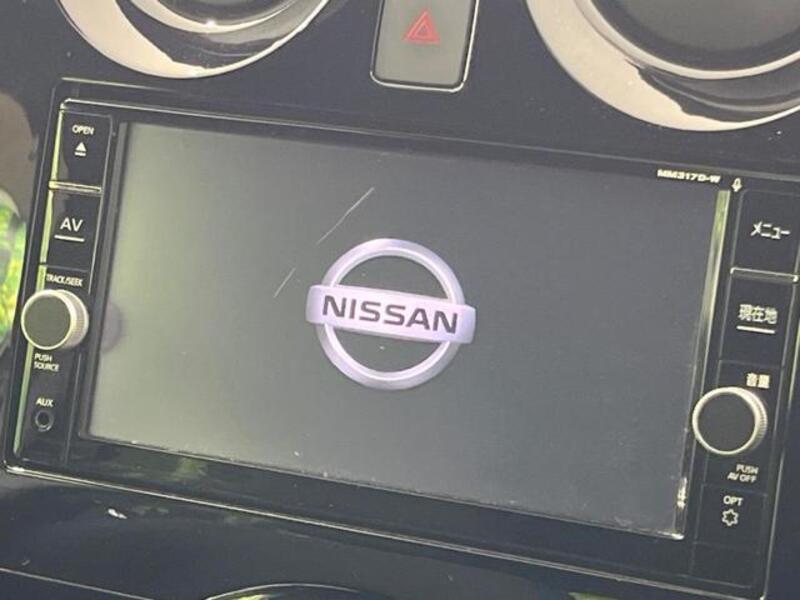 OPEN
AV
TRACK/SEEK
PUSH
SOURCE
AUX
NISSAN
MM317D-W
メニュー
現在地
音量
PUSH
AV OFF
OPT